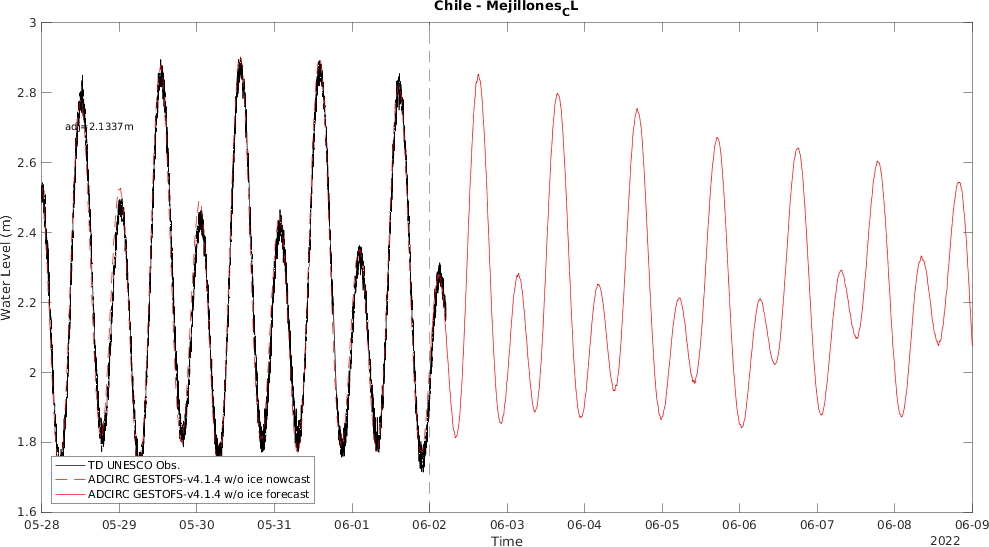 Chile - Mejillones_CL
3
2.8
2.6
2.4
2.2
2
1.8
1.6
Water Level (m)
adj=2.1337m
TD UNESCO Obs.
ADCIRC GESTOFS-v4.1.4 w/o ice nowcast
ADCIRC GESTOFS-v4.1.4 w/o ice forecast
05-28 05-29 05-30 05-31 06-01 06-02 06-03 06-04 06-05 06-06 06-07 06-08 06-09
Time
2022